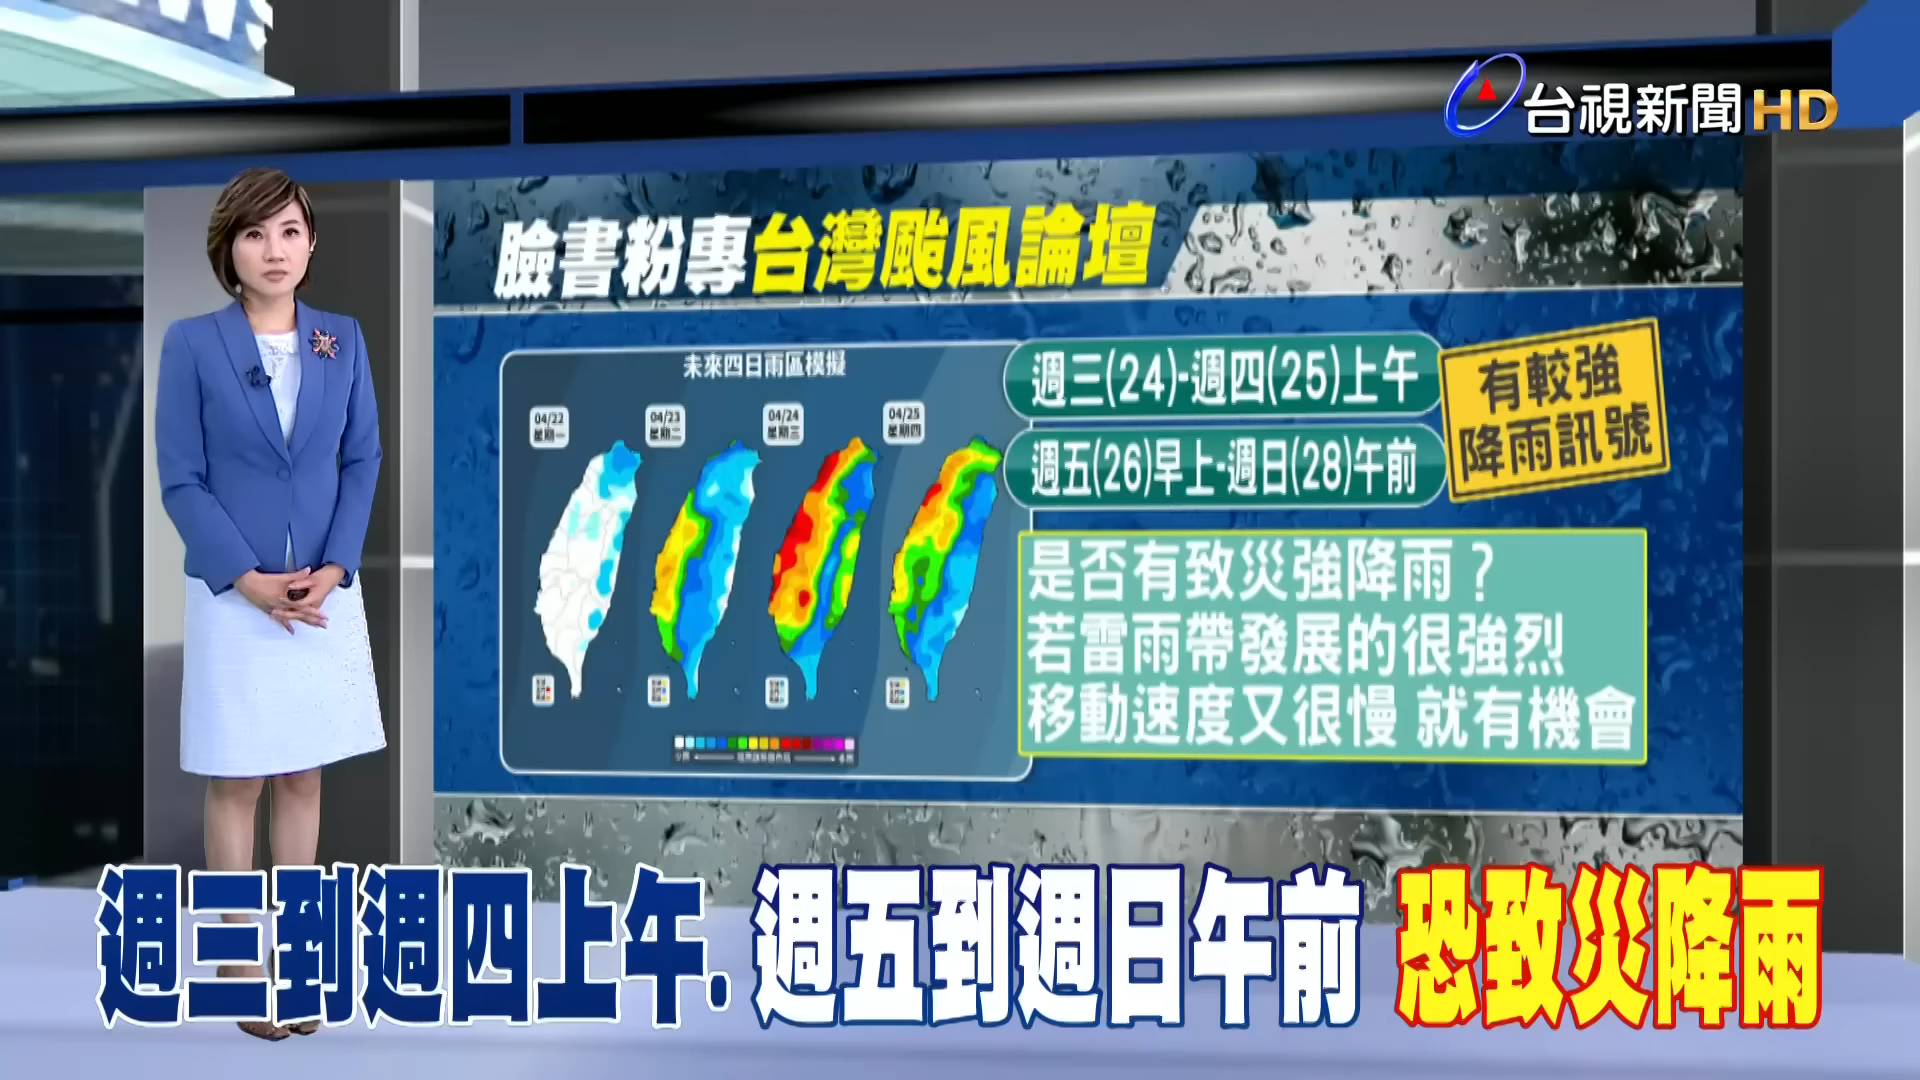 台視新聞HD
臉書粉專台灣颱風論壇
未來四日雨區模擬
04/22
星期一
04/23
星期二
04/24
星期三
04/25
星期四
週三(24)-週四(25)上午
週五(26)早上-週日(28)午前
有較強
降雨訊號
是否有致災強降雨？
若雷雨帶發展的很強烈
移動速度又很慢 就有機會
週三到週四上午.週五到週日午前 恐致災降雨